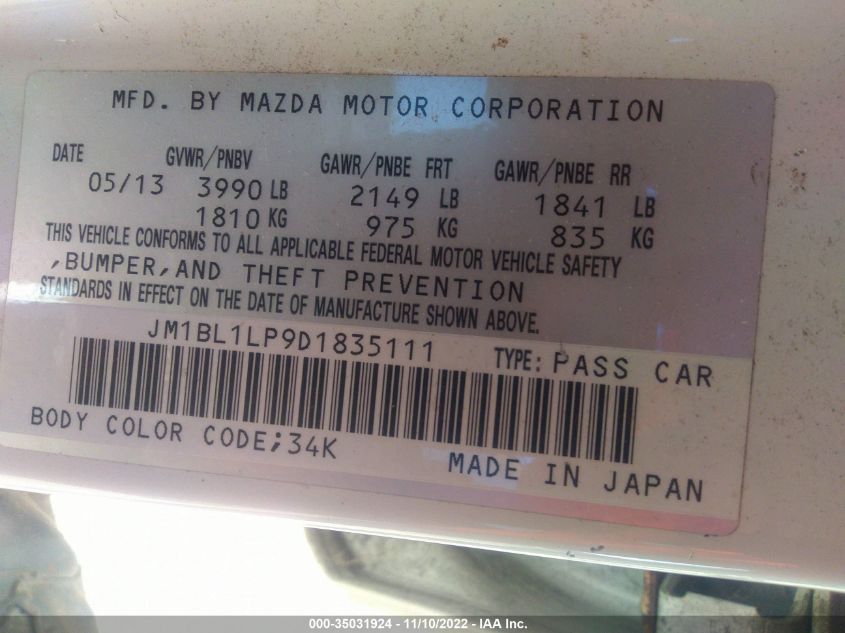 MFD. BY MAZDA MOTOR CORPORATION
DATE GVWR/PNBV GAWR/PNBE FRT GAWR/PNBE RR
05/13 3990 LB 2149 LB 1841 LB
1810 KG 975 KG 835 KG
THIS VEHICLE CONFORMS TO ALL APPLICABLE FEDERAL MOTOR VEHICLE SAFETY
,BUMPER,AND THEFT PREVENTION
STANDARDS IN EFFECT ON THE DATE OF MANUFACTURE SHOWN ABOVE.
JM1BL1LP9D1835111 TYPE: PASS CAR
BODY COLOR CODE;34K
MADE IN JAPAN
000-35031924 - 11/10/2022 - IAA Inc.